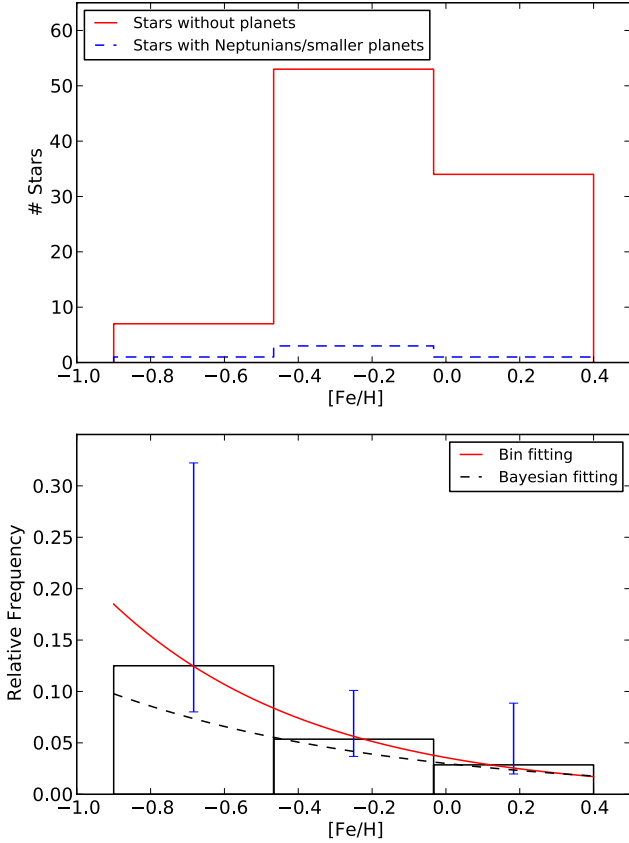 Stars without planets
Stars with Neptunians/smaller planets
60
50
40
30
20
10
0
# Stars
−1.0 −0.8 −0.6 −0.4 −0.2 0.0 0.2 0.4
[Fe/H]
Bin fitting
Bayesian fitting
0.30
0.25
0.20
0.15
0.10
0.05
0.00
Relative Frequency
−1.0 −0.8 −0.6 −0.4 −0.2 0.0 0.2 0.4
[Fe/H]